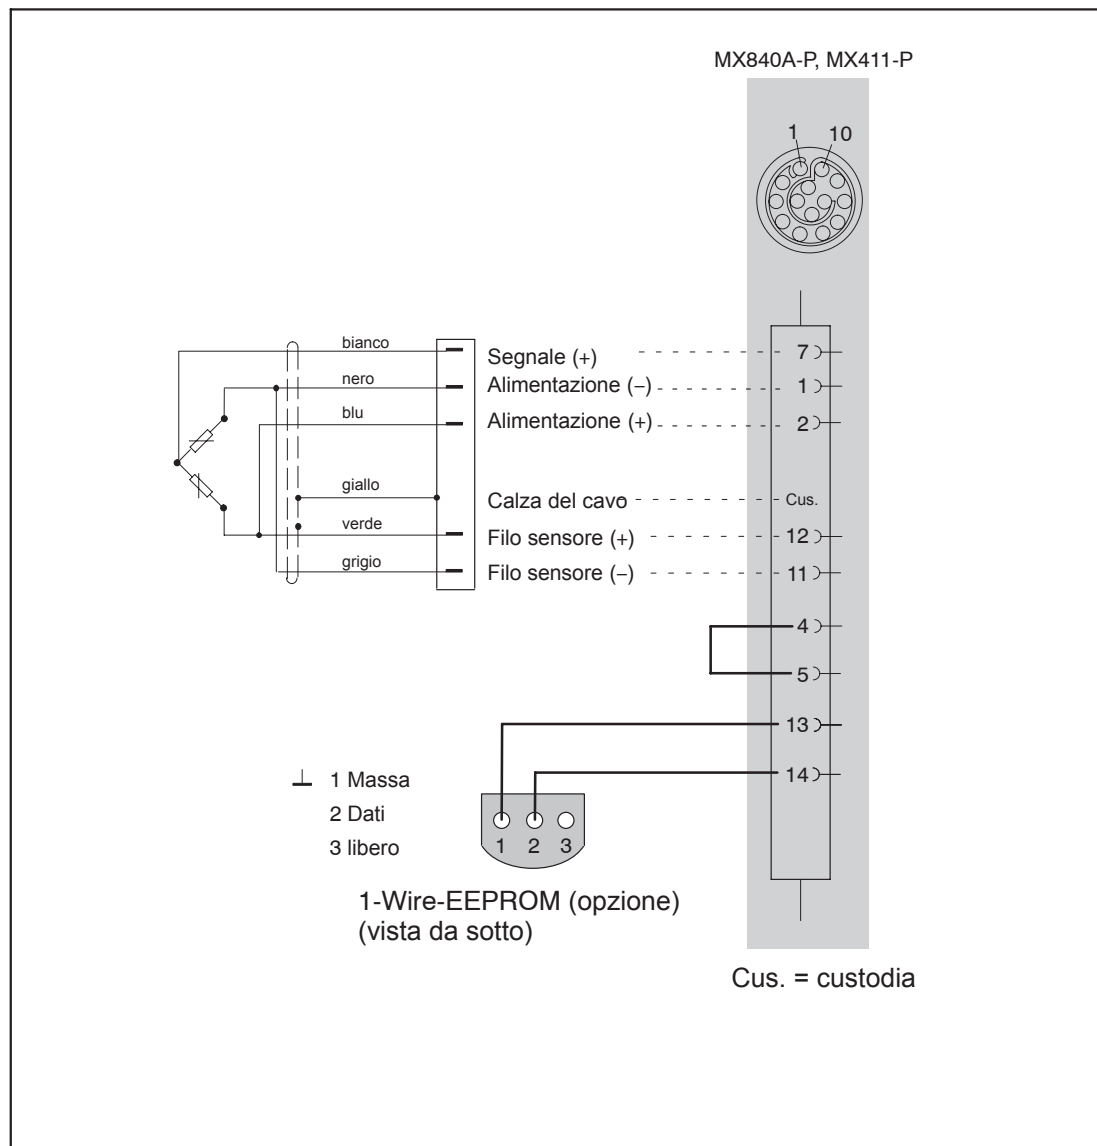 MX840A-P, MX411-P
1 10
bianco Segnale (+) 7
nero Alimentazione (−) 1
blu Alimentazione (+) 2
giallo Calza del cavo Cus.
verde Filo sensore (+) 12
grigio Filo sensore (−) 11
4
5
13
14
1 Massa
2 Dati
3 libero
1 2 3
1-Wire-EEPROM (opzione)
(vista da sotto)
Cus. = custodia